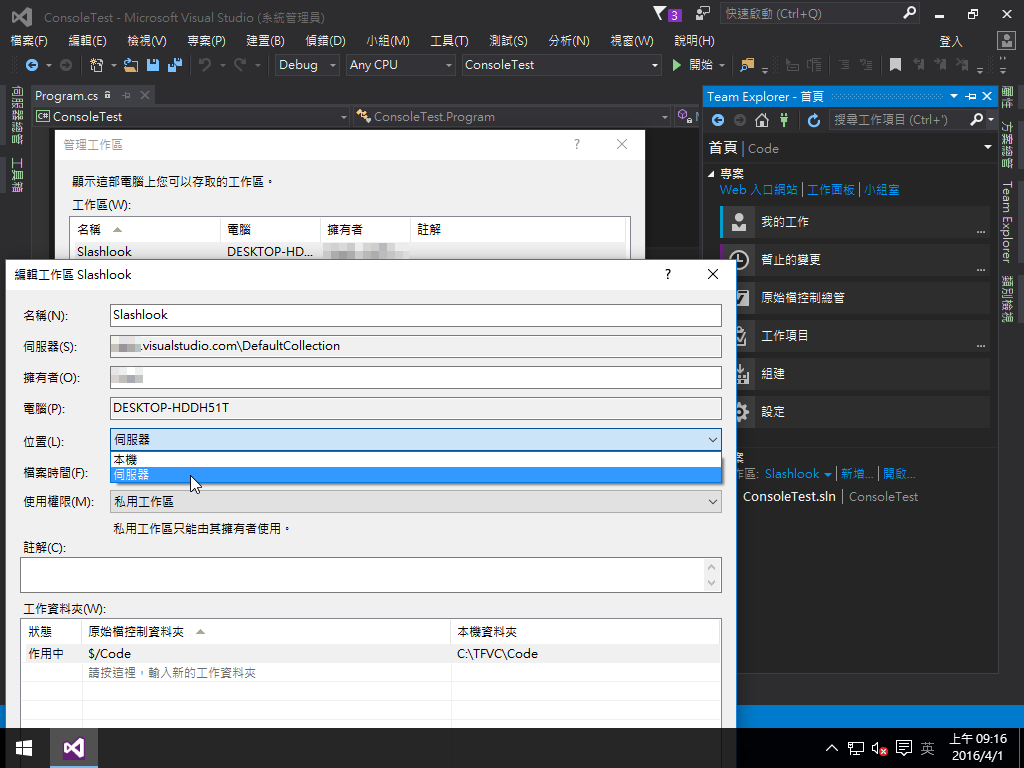 ConsoleTest - Microsoft Visual Studio (系統管理員)
3
快速啟動 (Ctrl+Q)
檔案(F) 編輯(E) 檢視(V) 專案(P) 建置(B) 偵錯(D) 小組(M) 工具(T) 測試(S) 分析(N) 視窗(W) 說明(H)
登入
Debug Any CPU ConsoleTest 開始
伺服器總管
工具箱
Program.cs
C# ConsoleTest
ConsoleTest.Program
管理工作區
?
顯示這部電腦上您可以存取的工作區。
工作區(W):
名稱 電腦 擁有者 註解
Slashlook DESKTOP-HD...
編輯工作區 Slashlook
?
名稱(N): Slashlook
伺服器(S): .visualstudio.com\DefaultCollection
擁有者(O):
電腦(P): DESKTOP-HDDH51T
位置(L): 伺服器
本機
伺服器
檔案時間(F):
使用權限(M): 私用工作區
私用工作區只能由其擁有者使用。
註解(C):
工作資料夾(W):
狀態 原始檔控制資料夾 本機資料夾
作用中 $/Code C:\TFVC\Code
請按這裡，輸入新的工作資料夾
Team Explorer - 首頁
搜尋工作項目 (Ctrl+')
首頁 | Code
專案
Web 入口網站 | 工作面板 | 小組室
我的工作
...
暫止的變更
...
原始檔控制總管
工作項目
...
組建
設定
Slashlook 新增... | 開啟...
ConsoleTest.sln | ConsoleTest
屬性
方案總管
Team Explorer
類別檢視
英
上午 09:16
2016/4/1